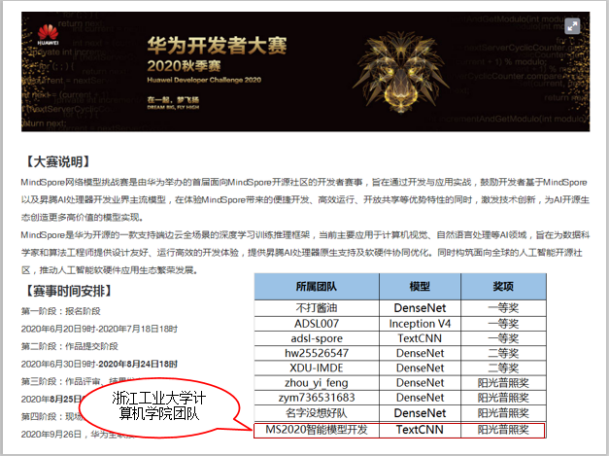 HUAWEI
华为开发者大赛
2020秋季赛
Huawei Developer Challenge 2020
在一起,梦飞扬
DREAM BIG, FLY HIGH
【大赛说明】
MindSpore网络模型挑战赛是由华为举办的首届面向MindSpore开源社区的开发者赛事,旨在通过开发与应用实战,鼓励开发者基于MindSpore
以及昇腾AI处理器开发业界主流模型,在体验MindSpore带来的便捷开发、高效运行、开放共享等优势特性的同时,激发技术创新,为AI开源生
态创造更多高价值的模型实现。
MindSpore是华为开源的一款支持端边云全场景的深度学习训练推理框架,当前主要应用于计算机视觉、自然语言处理等AI领域,旨在为数据科
学家和算法工程师提供设计友好、运行高效的开发体验,提供昇腾AI处理器原生支持及软硬件协同优化。同时构筑面向全球的人工智能开源社
区,推动人工智能软硬件应用生态繁荣发展。
【赛事时间安排】
第一阶段:报名阶段
2020年6月20日9时-2020年7月18日18时
第二阶段:作品提交阶段
2020年6月30日9时-2020年8月24日18时
第三阶段:作品评审、
2020年8月25日
第四阶段:现场
2020年9月26日,华为全
浙江工业大学计
算机学院团队
所属团队 模型 奖项
不打酱油 DenseNet 一等奖
ADSL007 Inception V4 一等奖
adsl-spore TextCNN 一等奖
hw25526547 DenseNet 二等奖
XDU-IMDE DenseNet 二等奖
zhou_yi_feng DenseNet 阳光普照奖
zym736531683 DenseNet 阳光普照奖
名字没想好队 DenseNet 阳光普照奖
MS2020智能模型开发 TextCNN 阳光普照奖